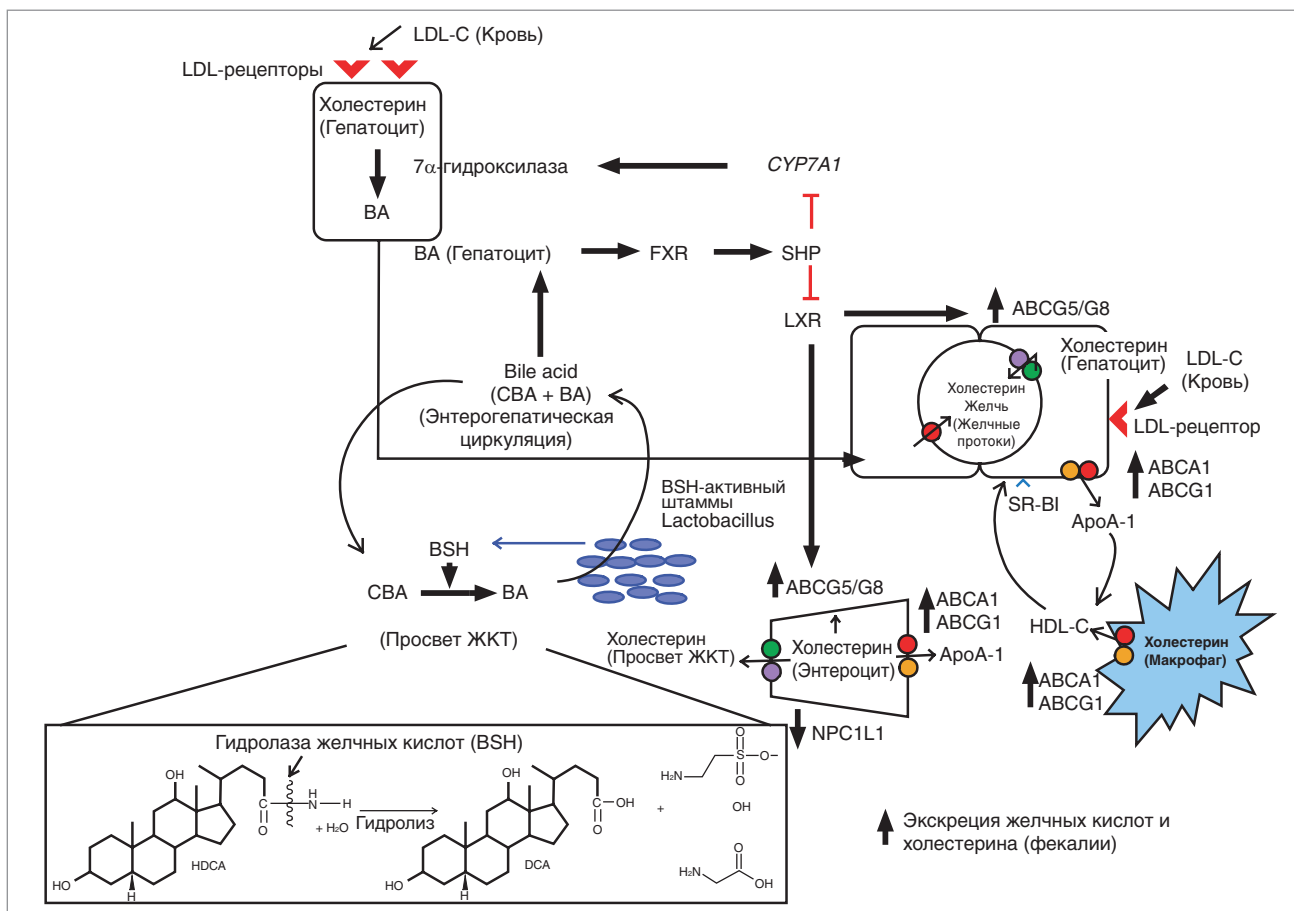 LDL-C (Кровь)
LDL-рецепторы
Холестерин
(Гепатоцит)
BA
7α-гидроксилаза
CYP7A1
BA (Гепатоцит)
FXR
SHP
LXR
ABCG5/G8
Холестерин
(Гепатоцит)
LDL-C
(Кровь)
LDL-рецептор
Холестерин
Желчь
(Желчные
протоки)
ABCA1
ABCG1
SR-BI
ApoA-1
Bile acid
(CBA + BA)
(Энтерогепатическая
циркуляция)
BSH-активный
штаммы
Lactobacillus
BSH
CBA
BA
(Просвет ЖКТ)
ABCG5/G8
ABCA1
ABCG1
Холестерин
(Просвет ЖКТ)
Холестерин
(Энтероцит)
ApoA-1
NPC1L1
HDL-C
Холестерин
(Макрофаг)
ABCA1
ABCG1
Гидролаза желчных кислот (BSH)
OH
C
O
H
N
H
+ H2O
Гидролиз
HDCA
HO
H
OH
C
OH
O
DCA
HO
H
+
H2N
O
S
O
O
OH
H2N
O
OH
Экскреция желчных кислот и
холестерина (фекалии)